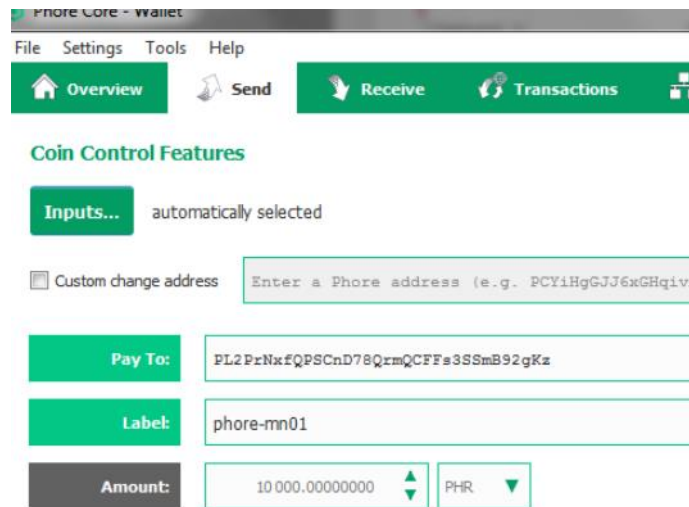 Phore Core - Wallet
File Settings Tools Help
Overview Send Receive Transactions
Coin Control Features
Inputs... automatically selected
Custom change address Enter a Phore address (e.g. PCYiHgGJJ6xGHqiv
Pay To: PL2PrNxfQPSCnD78QrmQCFFs3SSmB92gKz
Label: phore-mn01
Amount: 10 000.00000000 PHR